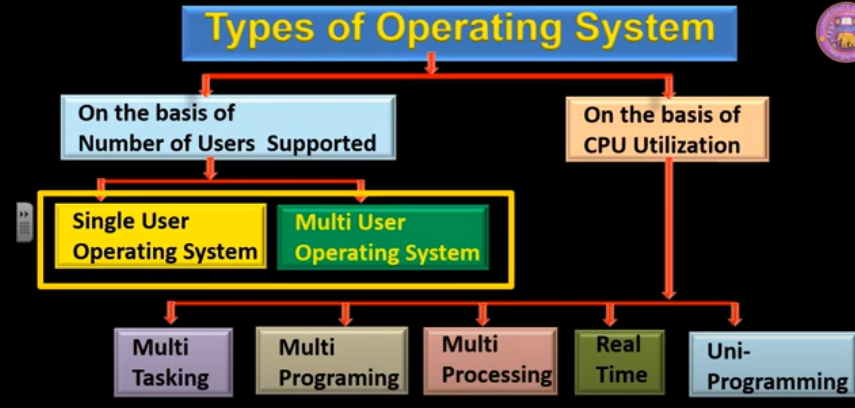 Types of Operating System
On the basis of
Number of Users Supported
On the basis of
CPU Utilization
Single User
Operating System
Multi User
Operating System
Multi
Tasking
Multi
Programing
Multi
Processing
Real
Time
Uni-
Programming